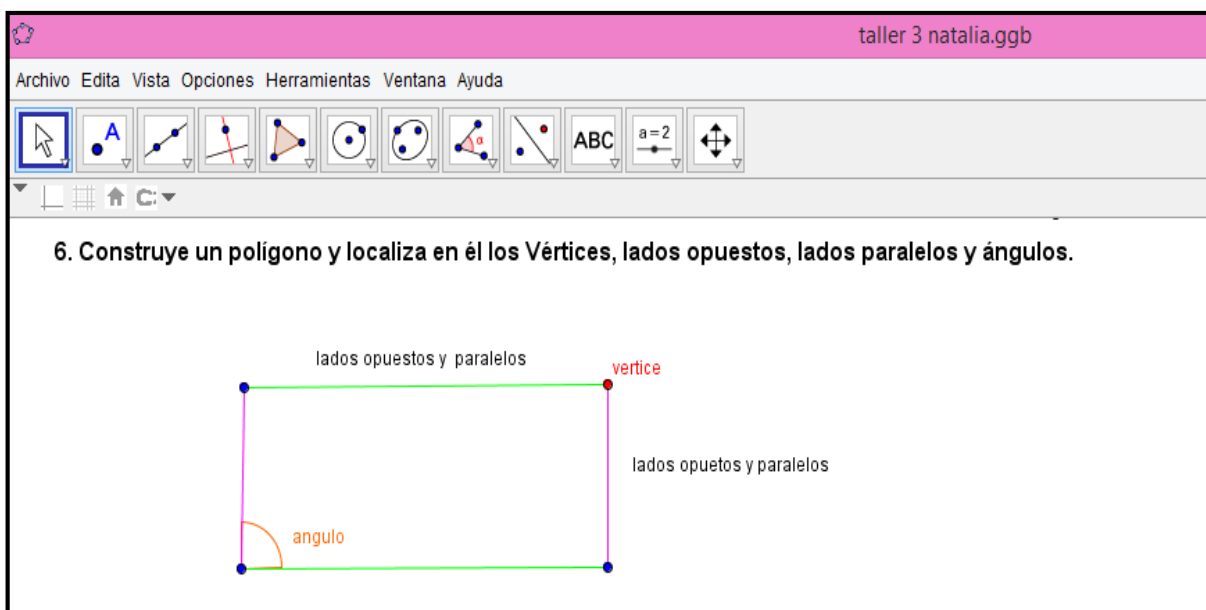 taller 3 natalia.ggb
Archivo Edita Vista Opciones Herramientas Ventana Ayuda
A
α
ABC
a=2
6. Construye un polígono y localiza en él los Vértices, lados opuestos, lados paralelos y ángulos.
lados opuestos y paralelos
vertice
lados opuetos y paralelos
angulo